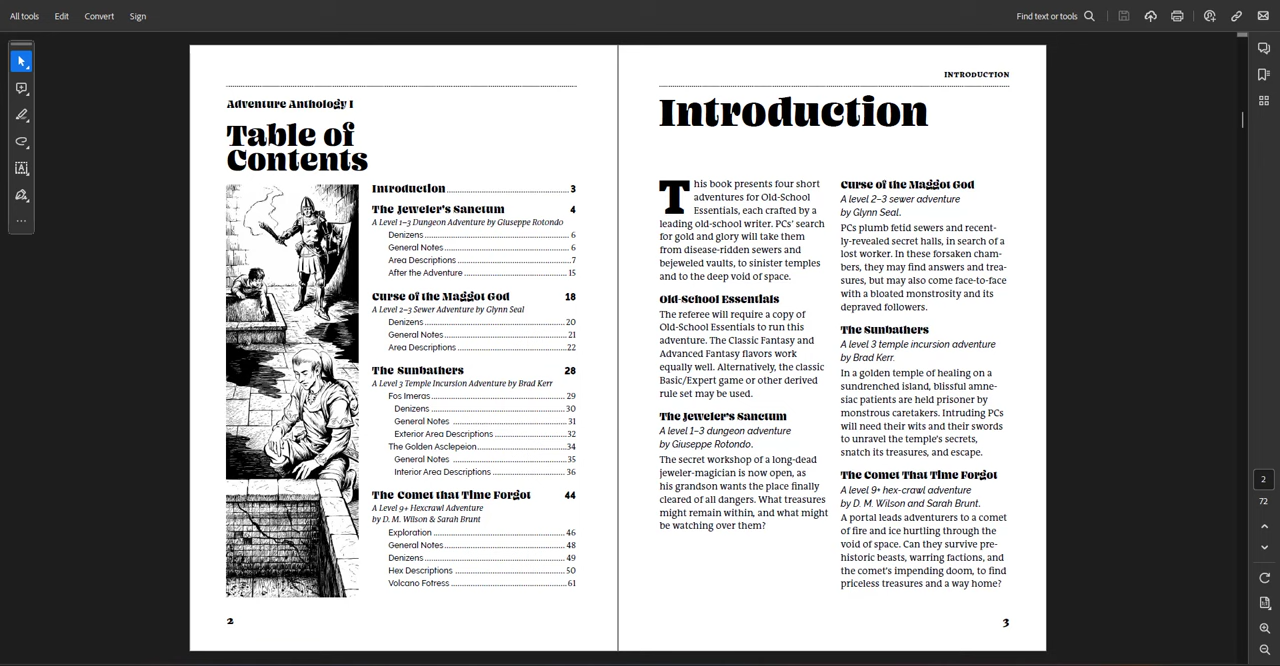 All tools Edit Convert Sign
Find text or tools
Adventure Anthology 1
Table of
Contents
Introduction 3
The Jeweler's Sanctum 4
A Level 1–3 Dungeon Adventure by Giuseppe Rotondo
Denizens 6
General Notes 6
Area Descriptions 7
After the Adventure 15
Curse of the Maggot God 18
A Level 2–3 Sewer Adventure by Glynn Seal
Denizens 20
General Notes 21
Area Descriptions 22
The Sunbathers 28
A Level 3 Temple Incursion Adventure by Brad Kerr
Fos Imeras 29
Denizens 30
General Notes 31
Exterior Area Descriptions 32
The Golden Asclepeion 34
General Notes 35
Interior Area Descriptions 36
The Comet that Time Forgot 44
A Level 9+ Hexcrawl Adventure
by D. M. Wilson & Sarah Brunt
Exploration 46
General Notes 48
Denizens 49
Hex Descriptions 50
Volcano Fotress 61
2
INTRODUCTION
Introduction
This book presents four short
adventures for Old-School
Essentials, each crafted by a
leading old-school writer. PCs' search
for gold and glory will take them
from disease-ridden sewers and
bejeweled vaults, to sinister temples
and to the deep void of space.
Old-School Essentials
The referee will require a copy of
Old-School Essentials to run this
adventure. The Classic Fantasy and
Advanced Fantasy flavors work
equally well. Alternatively, the classic
Basic/Expert game or other derived
rule set may be used.
The Jeweler's Sanctum
A level 1–3 dungeon adventure
by Giuseppe Rotondo.
The secret workshop of a long-dead
jeweler-magician is now open, as
his grandson wants the place finally
cleared of all dangers. What treasures
might remain within, and what might
be watching over them?
Curse of the Maggot God
A level 2–3 sewer adventure
by Glynn Seal.
PCs plumb fetid sewers and recent-
ly-revealed secret halls, in search of a
lost worker. In these forsaken cham-
bers, they may find answers and trea-
sures, but may also come face-to-face
with a bloated monstrosity and its
depraved followers.
The Sunbathers
A level 3 temple incursion adventure
by Brad Kerr.
In a golden temple of healing on a
sundrenched island, blissful amne-
siac patients are held prisoner by
monstrous caretakers. Intruding PCs
will need their wits and their swords
to unravel the temple's secrets,
snatch its treasures, and escape.
The Comet That Time Forgot
A level 9+ hex-crawl adventure
by D. M. Wilson and Sarah Brunt.
A portal leads adventurers to a comet
of fire and ice hurtling through the
void of space. Can they survive pre-
historic beasts, warring factions, and
the comet's impending doom, to find
priceless treasures and a way home?
3
2
72